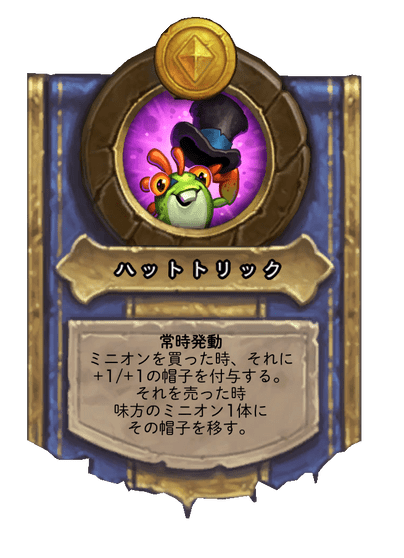 ハットトリック
常時発動
ミニオンを買った時、それに
+1/+1の帽子を付与する。
それを売った時
味方のミニオン1体に
その帽子を移す。